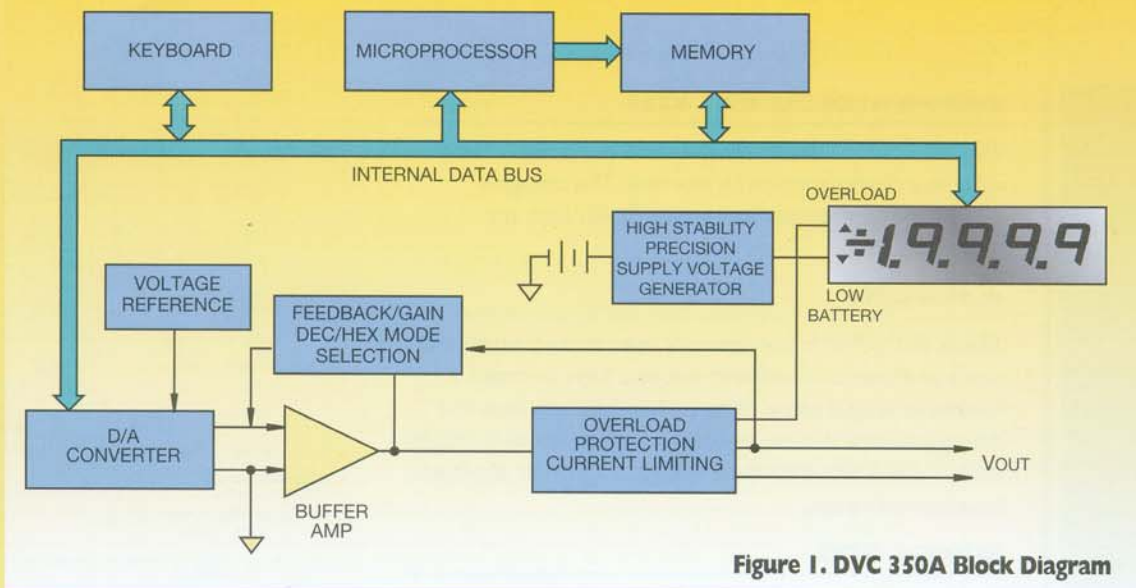 KEYBOARD
MICROPROCESSOR
MEMORY
INTERNAL DATA BUS
OVERLOAD
÷1.9.9.9.9
LOW
BATTERY
HIGH STABILITY
PRECISION
SUPPLY VOLTAGE
GENERATOR
VOLTAGE
REFERENCE
FEEDBACK/GAIN
DEC/HEX MODE
SELECTION
D/A
CONVERTER
BUFFER
AMP
OVERLOAD
PROTECTION
CURRENT LIMITING
VOUT
Figure 1. DVC 350A Block Diagram